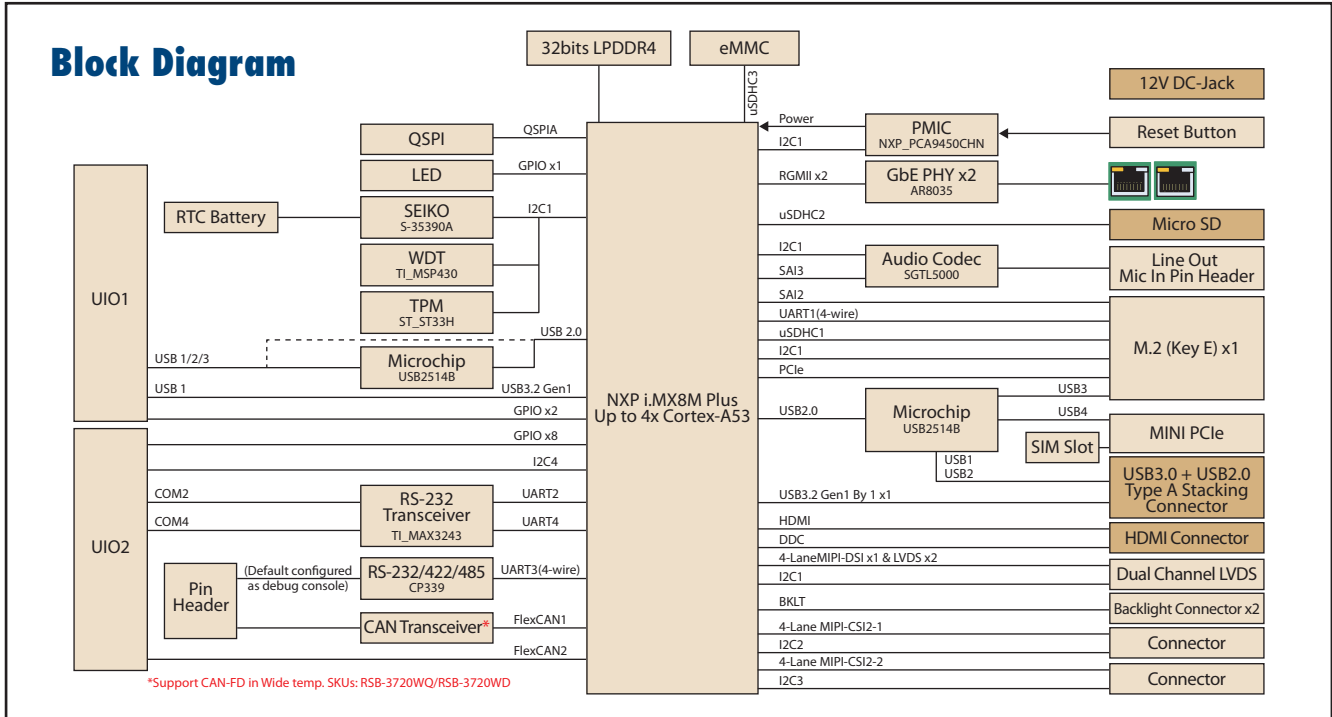 Block Diagram
32bits LPDDR4
eMMC
uSDHC3
12V DC-Jack
QSPI
QSPIA
Power
PMIC
NXP_PCA9450CHN
Reset Button
I2C1
LED
GPIO x1
RGMII x2
GbE PHY x2
AR8035
RTC Battery
SEIKO
S-35390A
I2C1
uSDHC2
Micro SD
WDT
TI_MSP430
I2C1
SAI3
Audio Codec
SGTL5000
Line Out
Mic In Pin Header
UIO1
TPM
ST_ST33H
SAI2
UART1(4-wire)
uSDHC1
I2C1
PCIe
M.2 (Key E) x1
USB 2.0
USB 1/2/3
Microchip
USB2514B
USB 1
USB3.2 Gen1
GPIO x2
NXP i.MX8M Plus
Up to 4x Cortex-A53
USB2.0
Microchip
USB2514B
USB3
USB4
MINI PCIe
SIM Slot
USB1
USB2
USB3.0 + USB2.0
Type A Stacking
Connector
USB3.2 Gen1 By 1 x1
GPIO x8
I2C4
UIO2
COM2
COM4
RS-232
Transceiver
TI_MAX3243
UART2
UART4
HDMI
DDC
HDMI Connector
4-LaneMIPI-DSI x1 & LVDS x2
I2C1
Dual Channel LVDS
Pin
Header
(Default configured
as debug console)
RS-232/422/485
CP339
UART3(4-wire)
BKLT
Backlight Connector x2
CAN Transceiver*
FlexCAN1
4-Lane MIPI-CSI2-1
I2C2
Connector
FlexCAN2
4-Lane MIPI-CSI2-2
I2C3
Connector
*Support CAN-FD in Wide temp. SKUs: RSB-3720WQ/RSB-3720WD